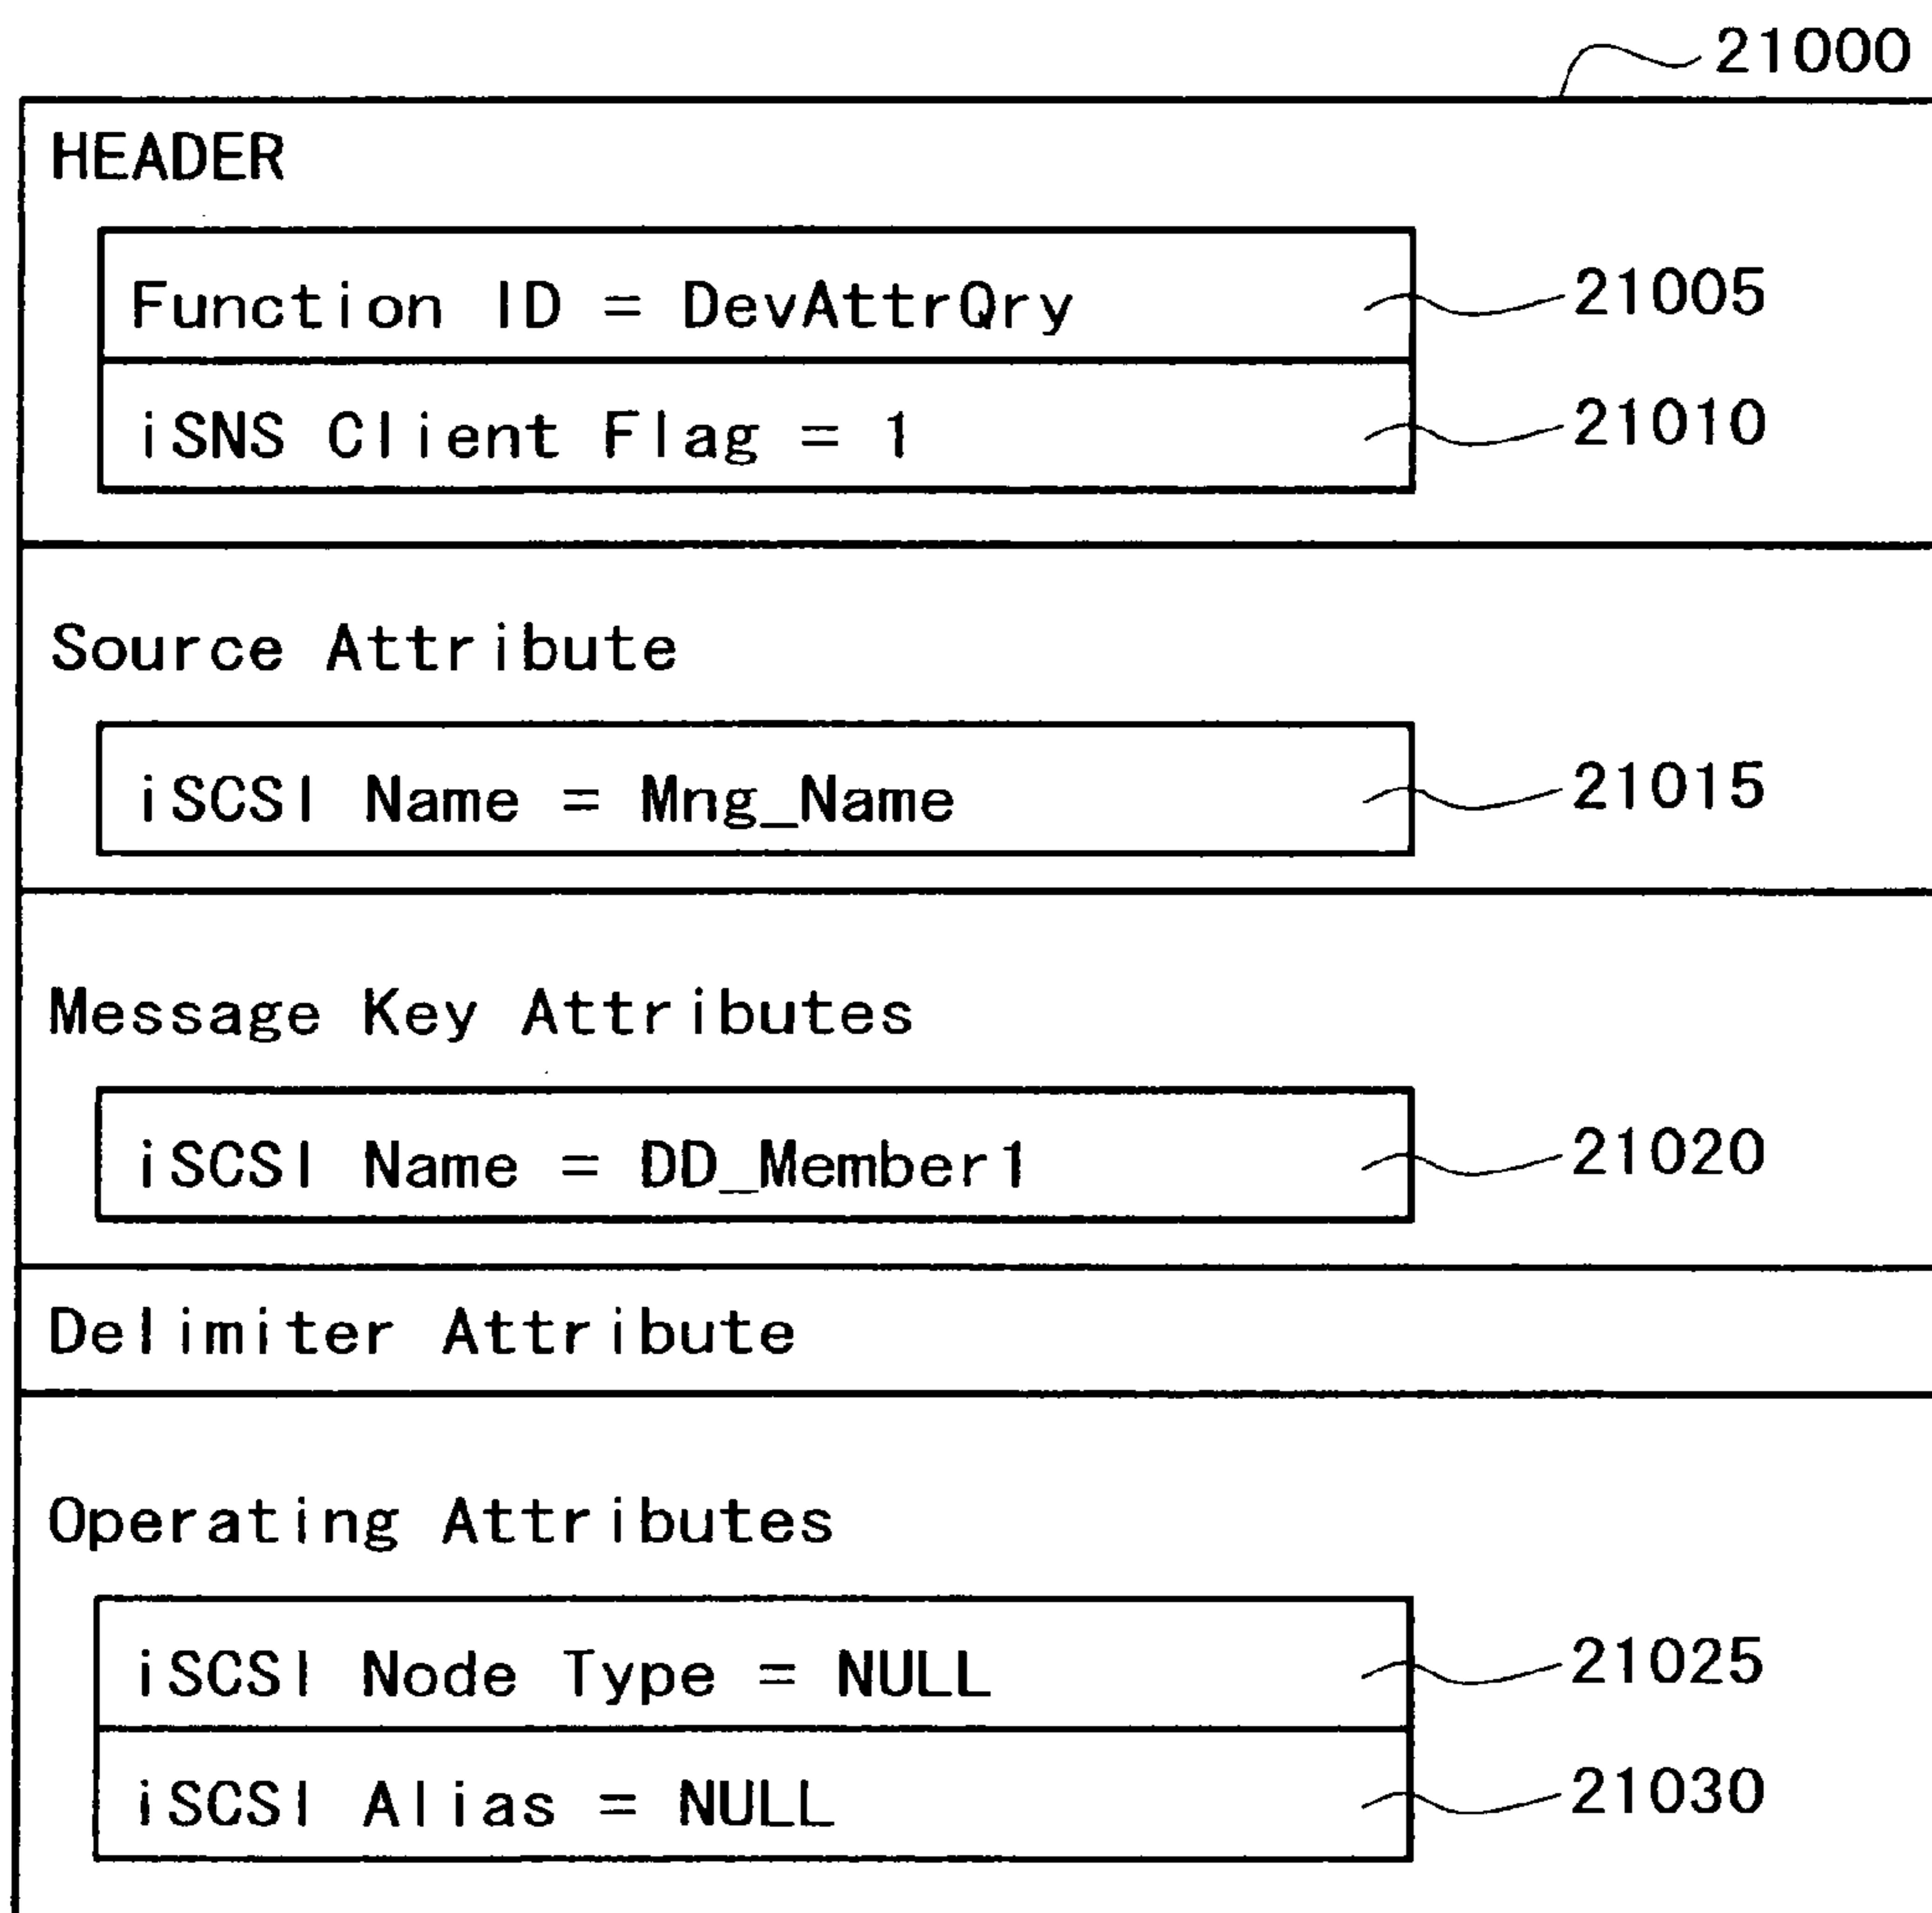 21000
HEADER
Function ID = DevAttrQry 21005
iSNS Client Flag = 1 21010
Source Attribute
iSCSI Name = Mng_Name 21015
Message Key Attributes
iSCSI Name = DD_Member1 21020
Delimiter Attribute
Operating Attributes
iSCSI Node Type = NULL 21025
iSCSI Alias = NULL 21030